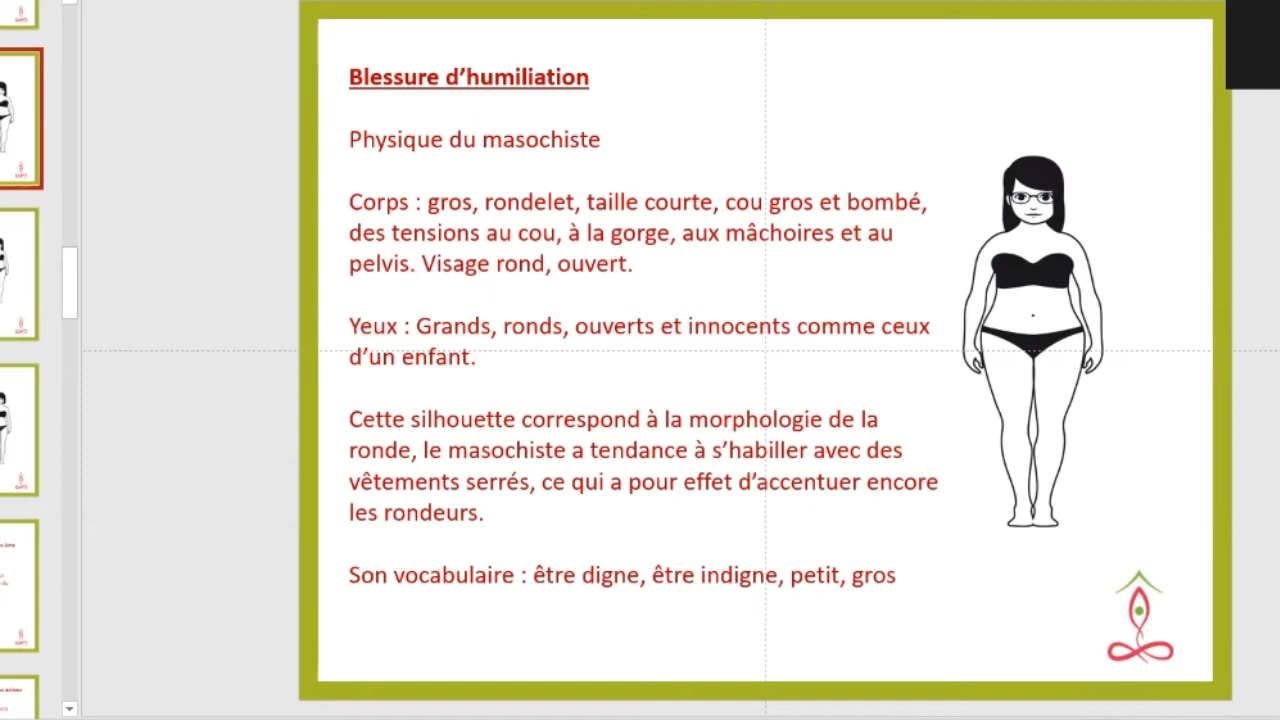 Blessure d’humiliation
Physique du masochiste
Corps : gros, rondelet, taille courte, cou gros et bombé,
des tensions au cou, à la gorge, aux mâchoires et au
pelvis. Visage rond, ouvert.
Yeux : Grands, ronds, ouverts et innocents comme ceux
d’un enfant.
Cette silhouette correspond à la morphologie de la
ronde, le masochiste a tendance à s’habiller avec des
vêtements serrés, ce qui a pour effet d’accentuer encore
les rondeurs.
Son vocabulaire : être digne, être indigne, petit, gros